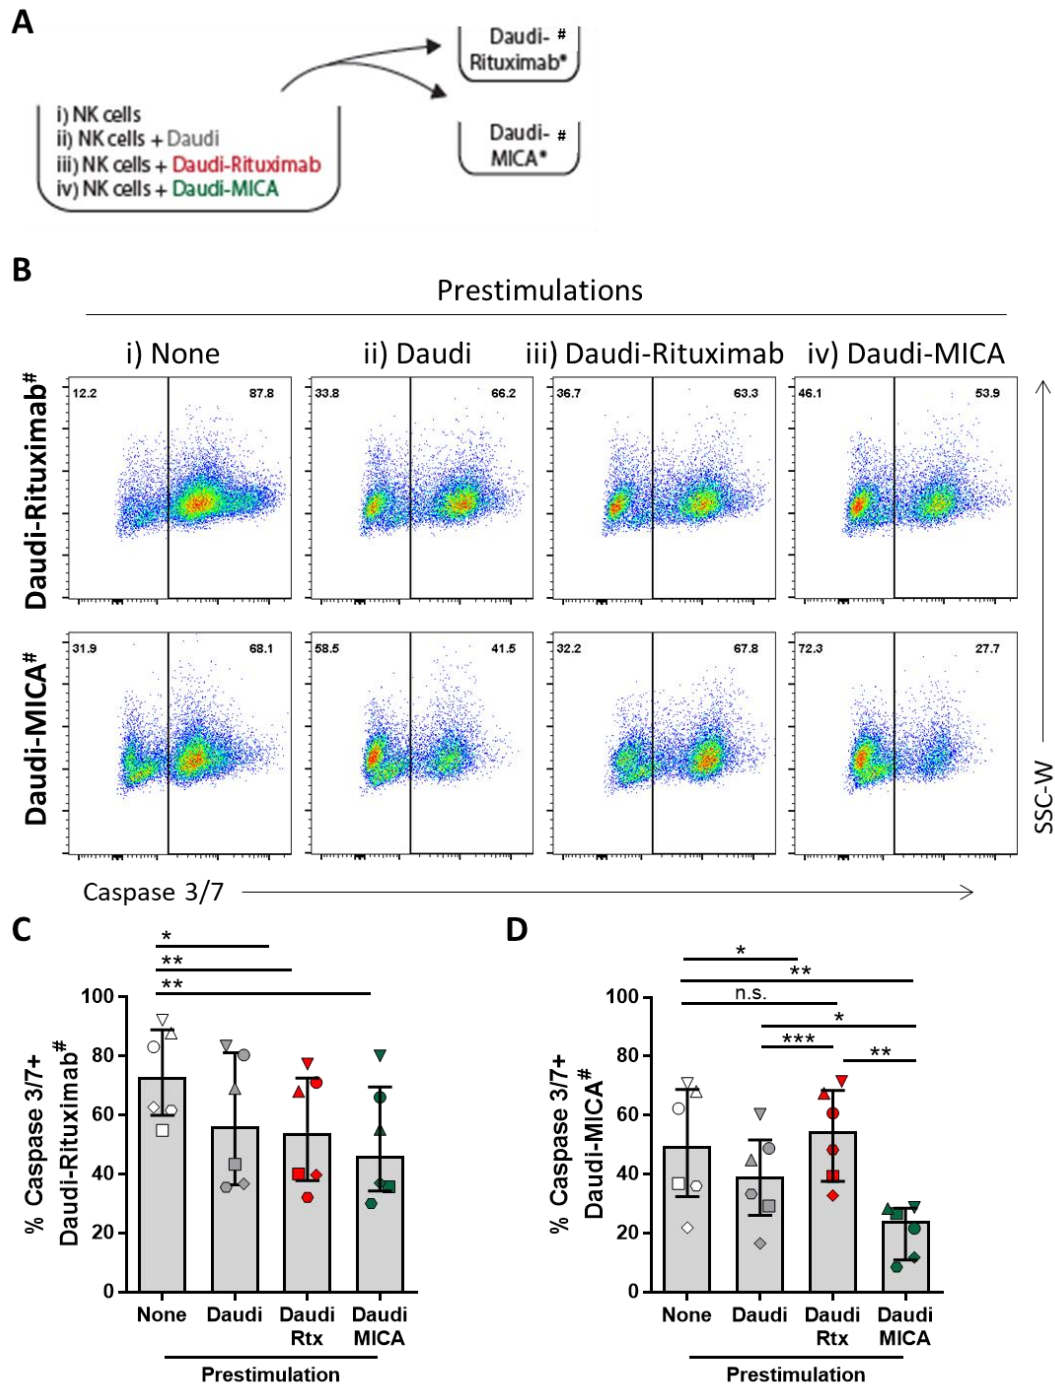 A
Daudi- #
Rituximab*
i) NK cells
ii) NK cells + Daudi
iii) NK cells + Daudi-Rituximab
iv) NK cells + Daudi-MICA
Daudi- #
MICA*
B
Prestimulations
i) None
ii) Daudi
iii) Daudi-Rituximab
iv) Daudi-MICA
Daudi-Rituximab#
12.2 87.8
33.8 66.2
36.7 63.3
46.1 53.9
Daudi-MICA#
31.9 68.1
58.5 41.5
32.2 67.8
72.3 27.7
SSC-W
Caspase 3/7
C
*
**
**
% Caspase 3/7+
Daudi-Rituximab#
100
80
60
40
20
0
None
Daudi
Daudi
Rtx
Daudi
MICA
Prestimulation
D
*
**
n.s.
*
***
**
% Caspase 3/7+
Daudi-MICA#
100
80
60
40
20
0
None
Daudi
Daudi
Rtx
Daudi
MICA
Prestimulation